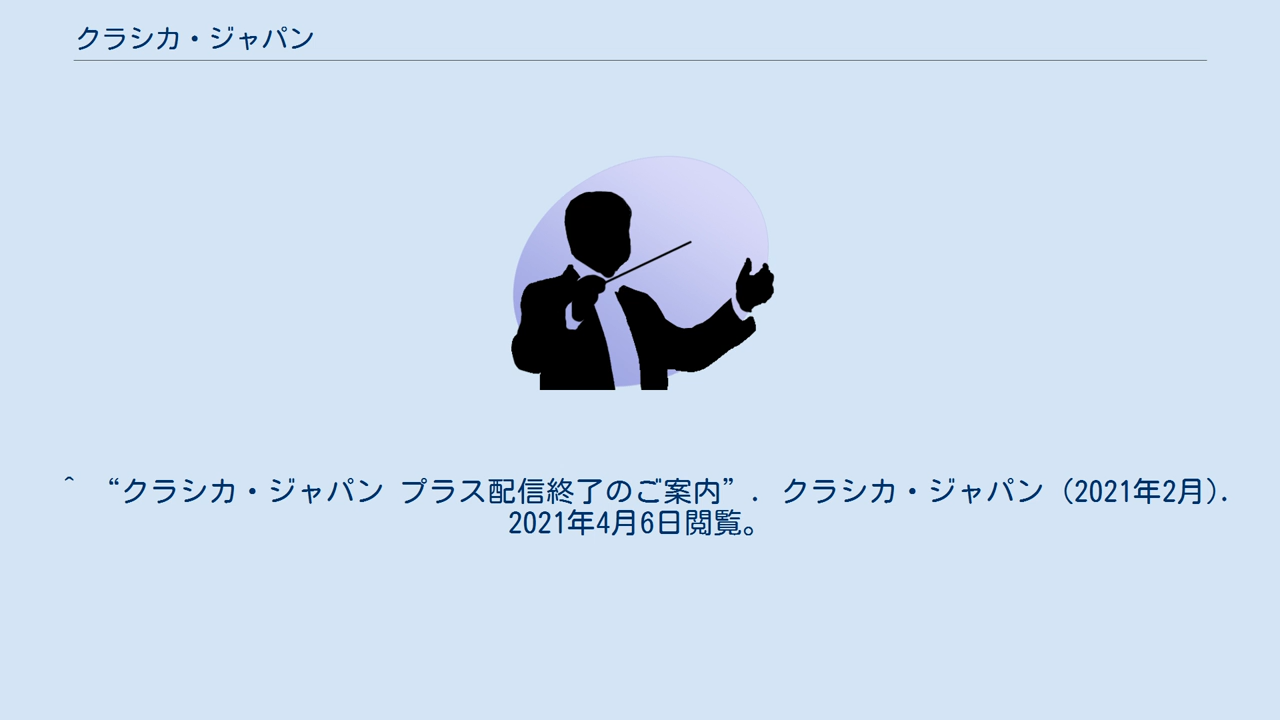 クラシカ・ジャパン
^ “クラシカ・ジャパン プラス配信終了のご案内”. クラシカ・ジャパン (2021年2月).
2021年4月6日閲覧。